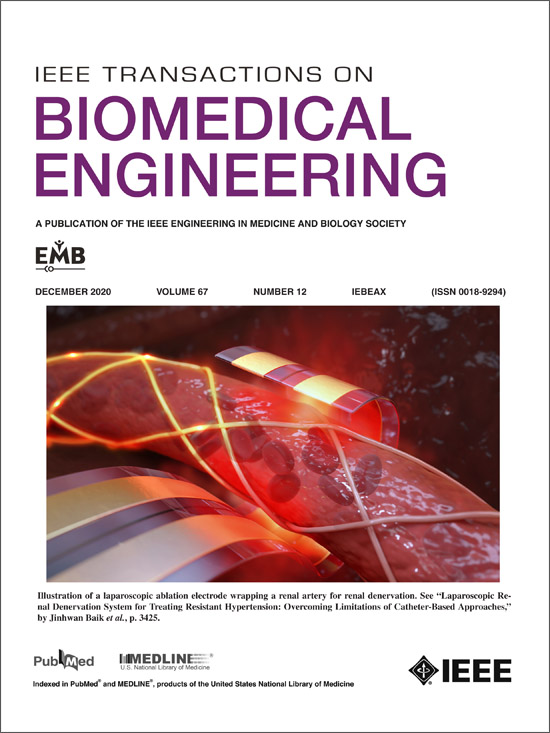 IEEE TRANSACTIONS ON
BIOMEDICAL
ENGINEERING
A PUBLICATION OF THE IEEE ENGINEERING IN MEDICINE AND BIOLOGY SOCIETY
EMB
DECEMBER 2020 VOLUME 67 NUMBER 12 IEBEAX (ISSN 0018-9294)
Illustration of a laparoscopic ablation electrode wrapping a renal artery for renal denervation. See “Laparoscopic Re-
nal Denervation System for Treating Resistant Hypertension: Overcoming Limitations of Catheter-Based Approaches,”
by Jinhwan Baik et al., p. 3425.
PubMed MEDLINE®
U.S. National Library of Medicine
IEEE
Indexed in PubMed® and MEDLINE®, products of the United States National Library of Medicine